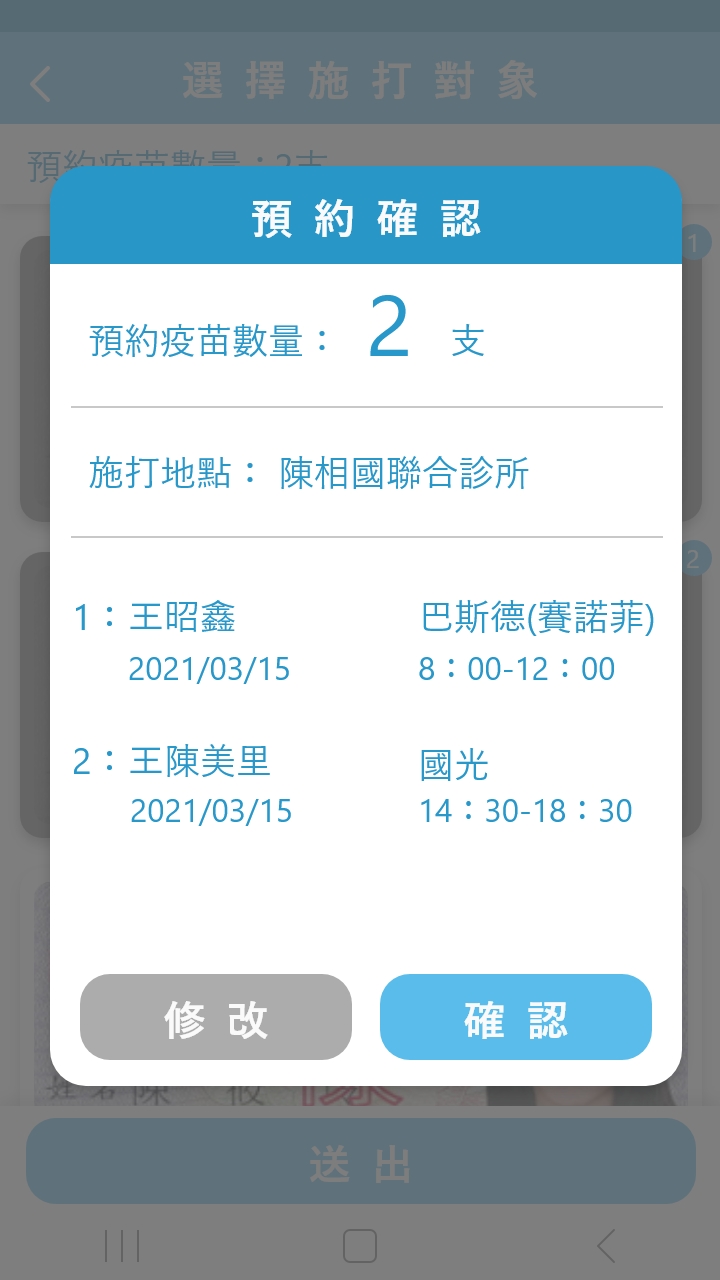 選擇施打對象
預約疫苗數量：2支
預約確認
1
預約疫苗數量： 2 支
施打地點： 陳相國聯合診所
2
1：王昭鑫 巴斯德(賽諾菲)
2021/03/15 8：00-12：00
2：王陳美里 國光
2021/03/15 14：30-18：30
修改 確認
姓名 陳 筱
送出